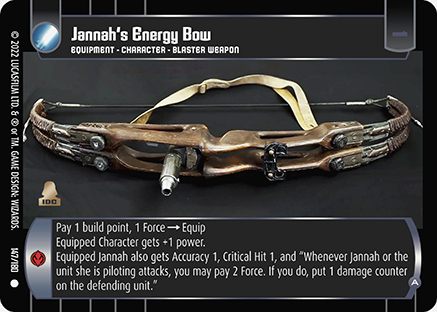 Jannah's Energy Bow
EQUIPMENT - CHARACTER - BLASTER WEAPON
Pay 1 build point, 1 Force → Equip
Equipped Character gets +1 power.
Equipped Jannah also gets Accuracy 1, Critical Hit 1, and "Whenever Jannah or the
unit she is piloting attacks, you may pay 2 Force. If you do, put 1 damage counter
on the defending unit."
A
147/180
©2022 LUCASFILM LTD. & ® or ™ GAME DESIGN: WIZARDS.